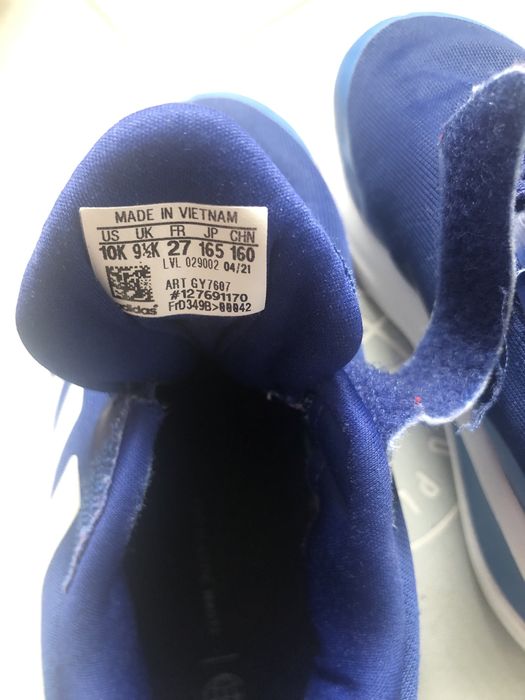 MADE IN VIETNAM
US UK FR JP CHN
10K 9½K 27 165 160
LVL 029002 04/21
ART GY7607
#127691170
adidas FrD349B>00042